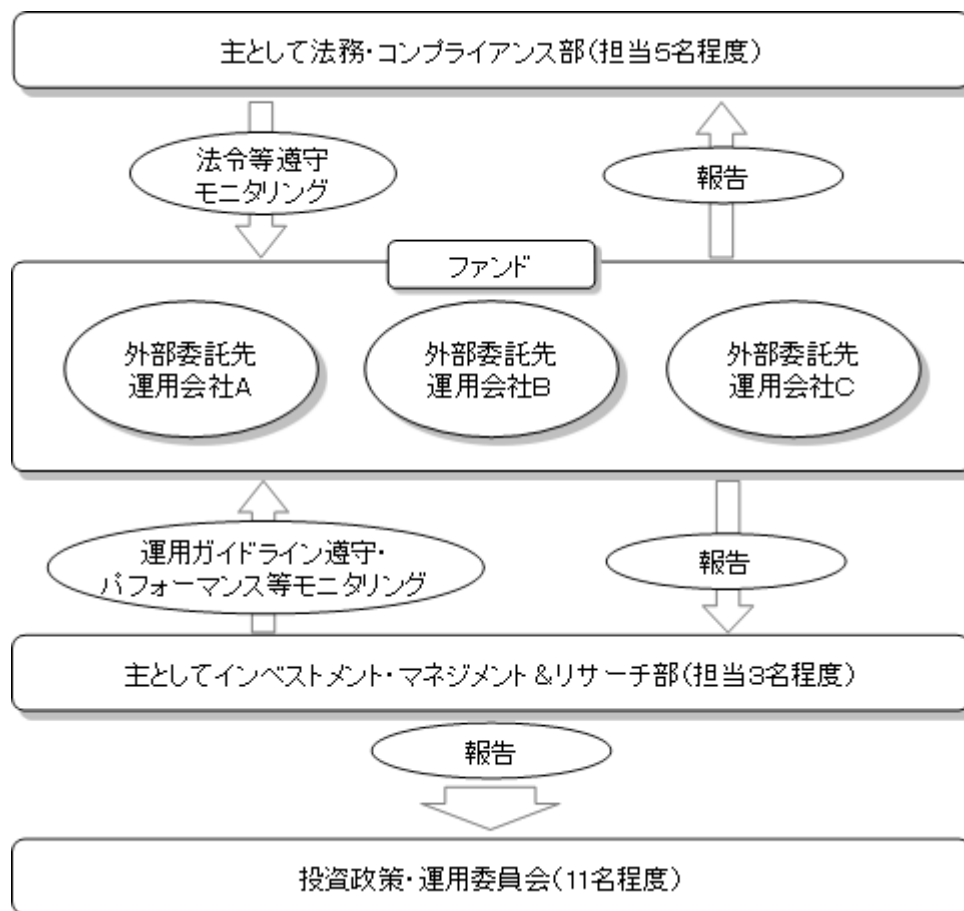 主として法務・コンプライアンス部(担当5名程度)
法令等遵守
モニタリング
報告
ファンド
外部委託先
運用会社A
外部委託先
運用会社B
外部委託先
運用会社C
運用ガイドライン遵守・
パフォーマンス等モニタリング
報告
主としてインベストメント・マネジメント&リサーチ部(担当3名程度)
報告
投資政策・運用委員会(11名程度)